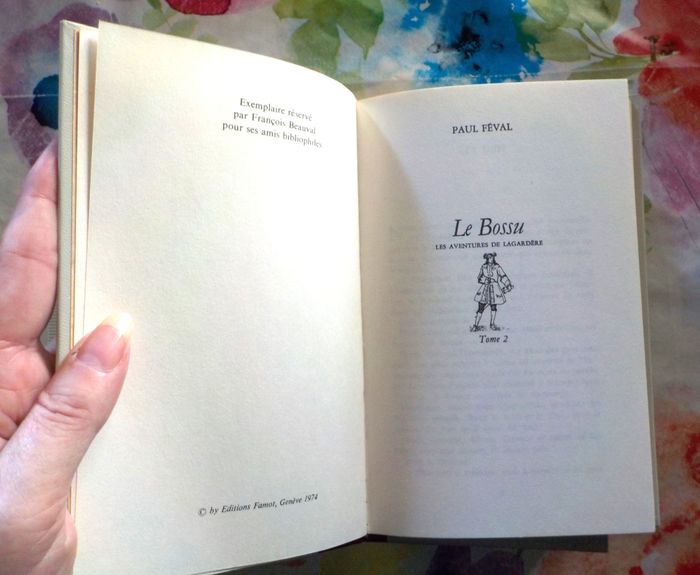 Exemplaire réservé
par François Beauval
pour ses amis bibliophiles
© by Editions Famot, Genève 1974
PAUL FÉVAL
Le Bossu
LES AVENTURES DE LAGARDÈRE
Tome 2